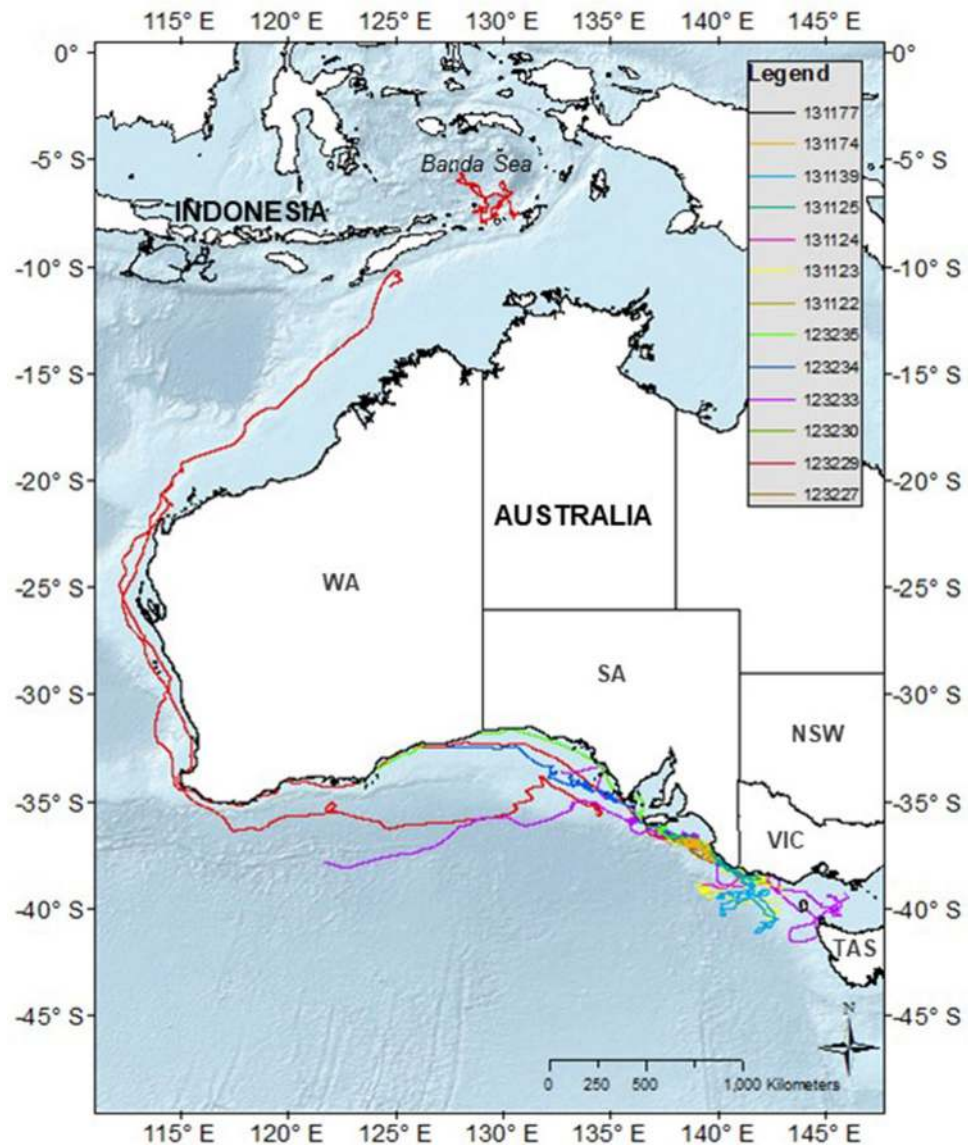 115° E 120° E 125° E 130° E 135° E 140° E 145° E
0° 0°
Legend
131177
131174
131139
131125
131124
131123
131122
123235
123234
123233
123230
123229
123227
-5° S -5° S
Banda Sea
INDONESIA
-10° S -10° S
-15° S -15° S
-20° S -20° S
AUSTRALIA
WA
-25° S -25° S
SA
-30° S -30° S
NSW
-35° S -35° S
VIC
-40° S -40° S
TAS
-45° S -45° S
N
0 250 500 1,000 Kilometers
115° E 120° E 125° E 130° E 135° E 140° E 145° E